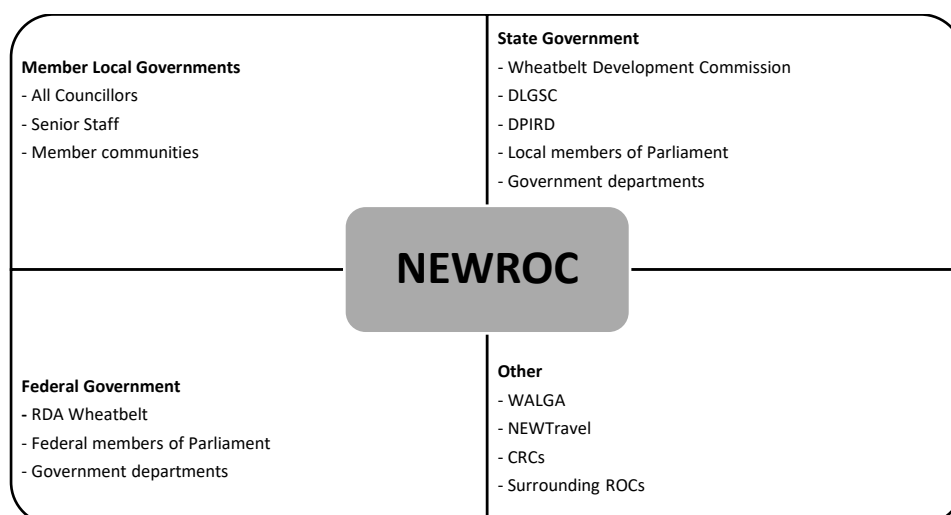 Member Local Governments
- All Councillors
- Senior Staff
- Member communities
State Government
- Wheatbelt Development Commission
- DLGSC
- DPIRD
- Local members of Parliament
- Government departments
NEWROC
Federal Government
- RDA Wheatbelt
- Federal members of Parliament
- Government departments
Other
- WALGA
- NEWTravel
- CRCs
- Surrounding ROCs